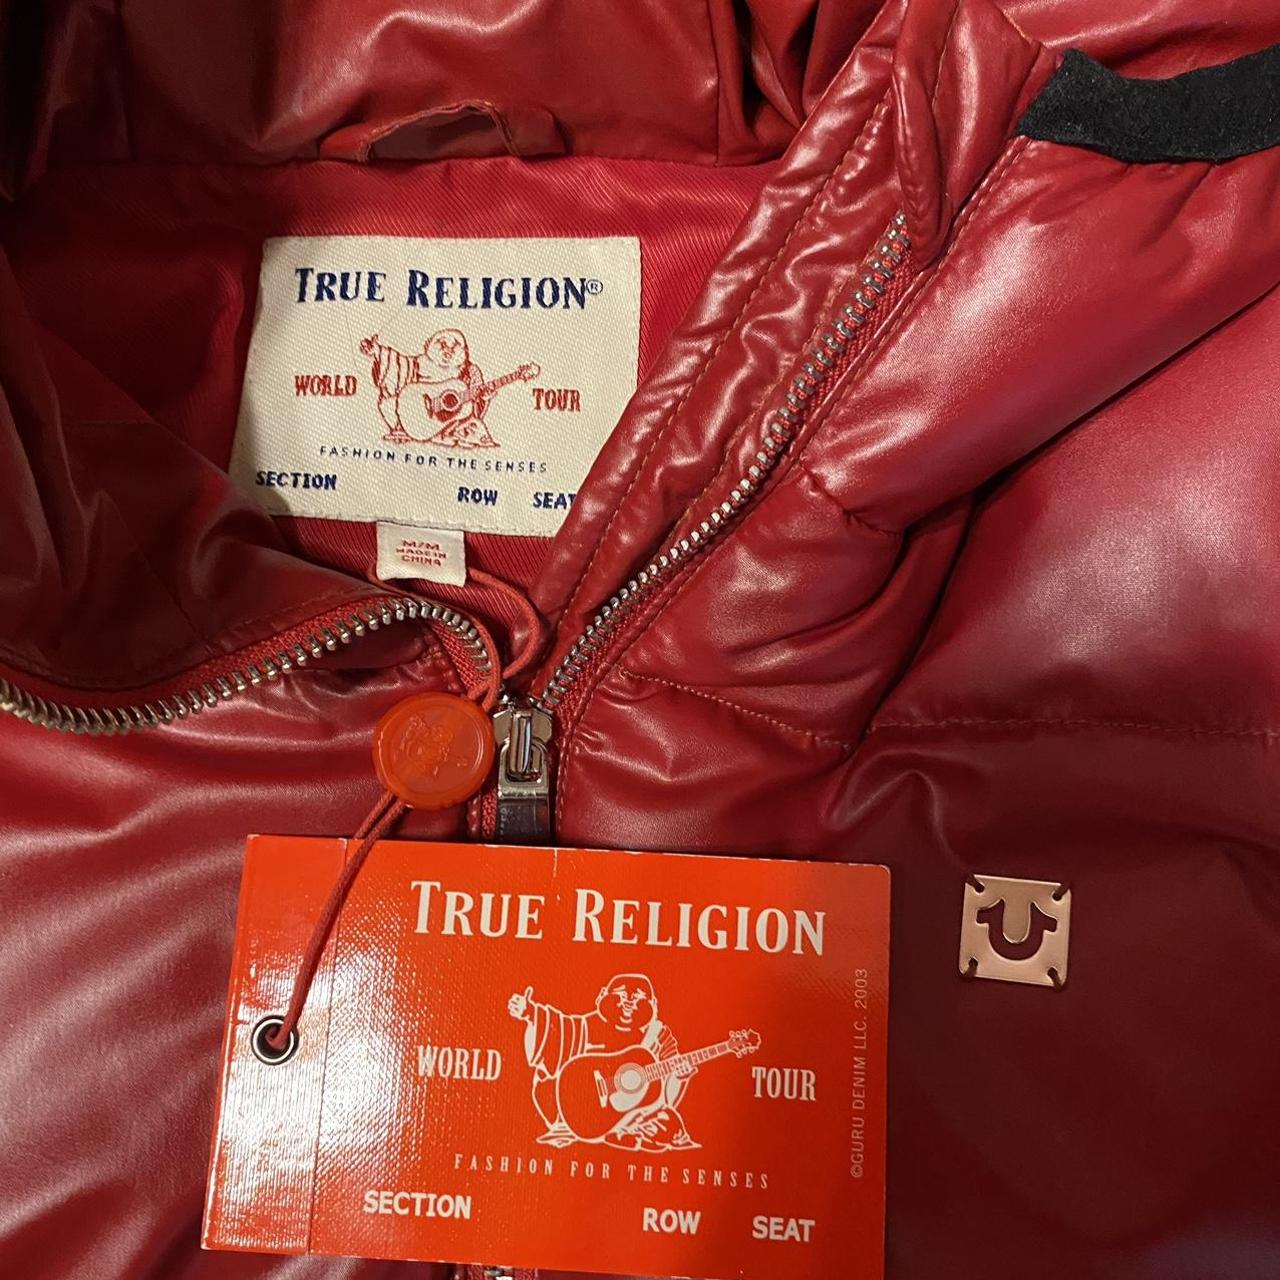 TRUE RELIGION®
WORLD TOUR
FASHION FOR THE SENSES
SECTION ROW SEAT
M/M
MADE IN
CHINA
TRUE RELIGION
WORLD TOUR
FASHION FOR THE SENSES
SECTION ROW SEAT
©GURU DENIM LLC. 2003